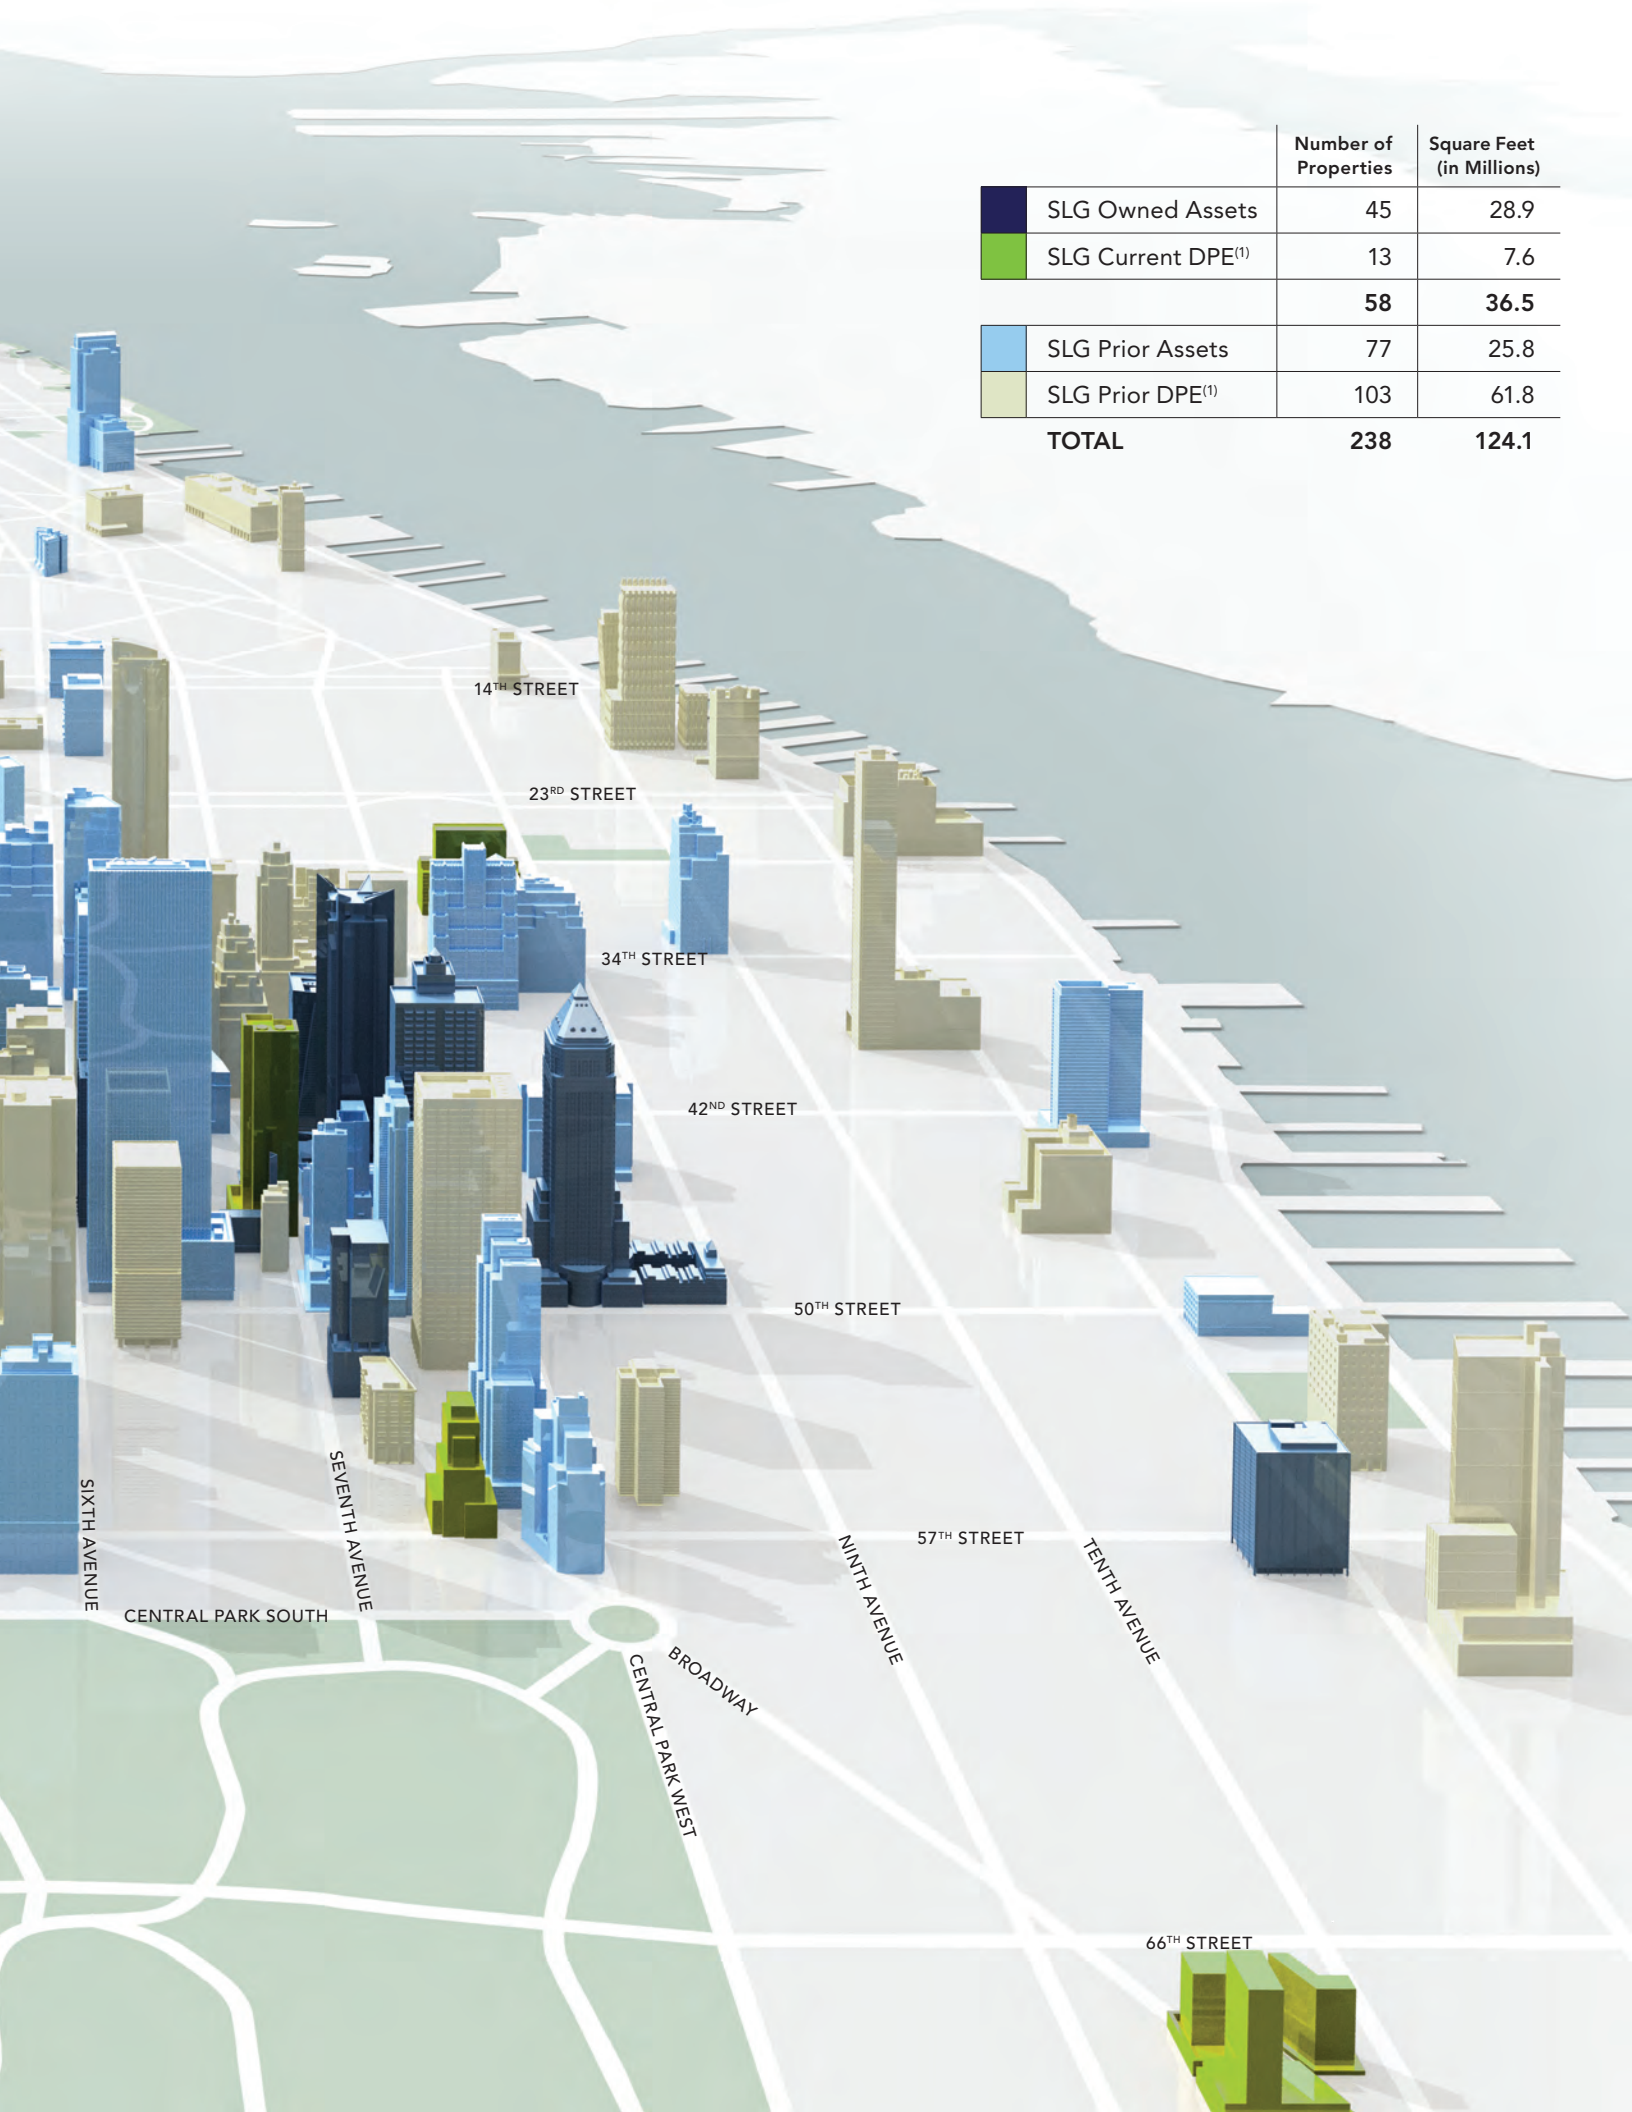 Number of Properties Square Feet (in Millions)
SLG Owned Assets 45 28.9
SLG Current DPE(1) 13 7.6
58 36.5
SLG Prior Assets 77 25.8
SLG Prior DPE(1) 103 61.8
TOTAL 238 124.1
14TH STREET
23RD STREET
34TH STREET
42ND STREET
50TH STREET
57TH STREET
SIXTH AVENUE
SEVENTH AVENUE
NINTH AVENUE
TENTH AVENUE
CENTRAL PARK SOUTH
BROADWAY
CENTRAL PARK WEST
66TH STREET